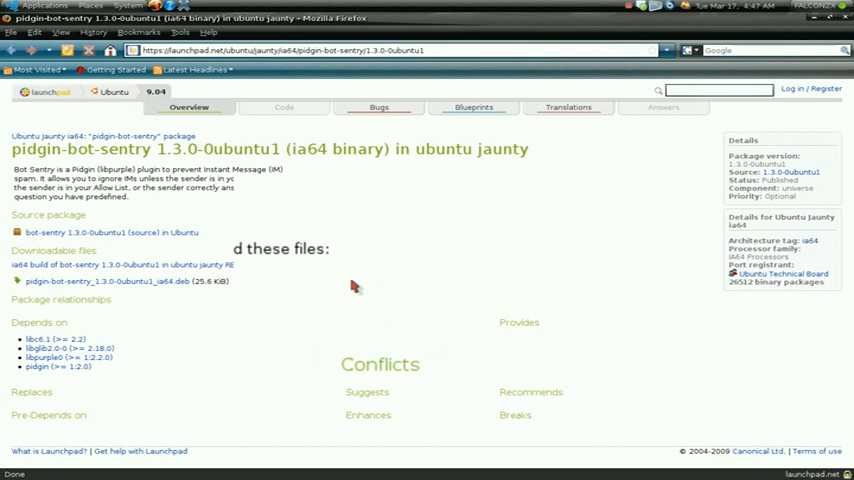 Applications Places System
Tue Mar 17, 4:47 AM
FALCONZX
pidgin-bot-sentry 1.3.0-0ubuntu1 (ia64 binary) in ubuntu jaunty - Mozilla Firefox
File Edit View History Bookmarks Tools Help
https://launchpad.net/ubuntu/jaunty/ia64/pidgin-bot-sentry/1.3.0-0ubuntu1
Google
Most Visited Getting Started Latest Headlines
launchpad Ubuntu 9.04
Log in / Register
Overview Code Bugs Blueprints Translations Answers
Ubuntu Jaunty ia64: "pidgin-bot-sentry" package
pidgin-bot-sentry 1.3.0-0ubuntu1 (ia64 binary) in ubuntu jaunty
Bot Sentry is a Pidgin (libpurple) plugin to prevent Instant Message (IM)
spam. It allows you to ignore IMs unless the sender is in yc
the sender is in your Allow List, or the sender correctly ans
question you have predefined.
Source package
bot-sentry 1.3.0-0ubuntu1 (source) in Ubuntu
Downloadable files
d these files:
ia64 build of bot-sentry 1.3.0-0ubuntu1 in ubuntu jaunty RE
pidgin-bot-sentry_1.3.0-0ubuntu1_ia64.deb (25.6 KiB)
Package relationships
Depends on
libc6.1 (>= 2.2)
libglib2.0-0 (>= 2.18.0)
libpurple0 (>= 1:2.2.0)
pidgin (>= 1:2.0)
Provides
Conflicts
Replaces
Suggests
Recommends
Pre-Depends on
Enhances
Breaks
Details
Package version:
1.3.0-0ubuntu1
Source: 1.3.0-0ubuntu1
Status: Published
Component: universe
Priority: Optional
Details for Ubuntu Jaunty
ia64
Architecture tag: ia64
Processor family:
IA64 Processors
Port registrant:
Ubuntu Technical Board
26512 binary packages
What is Launchpad? | Get help with Launchpad
© 2004-2009 Canonical Ltd. | Terms of use
Done
launchpad.net